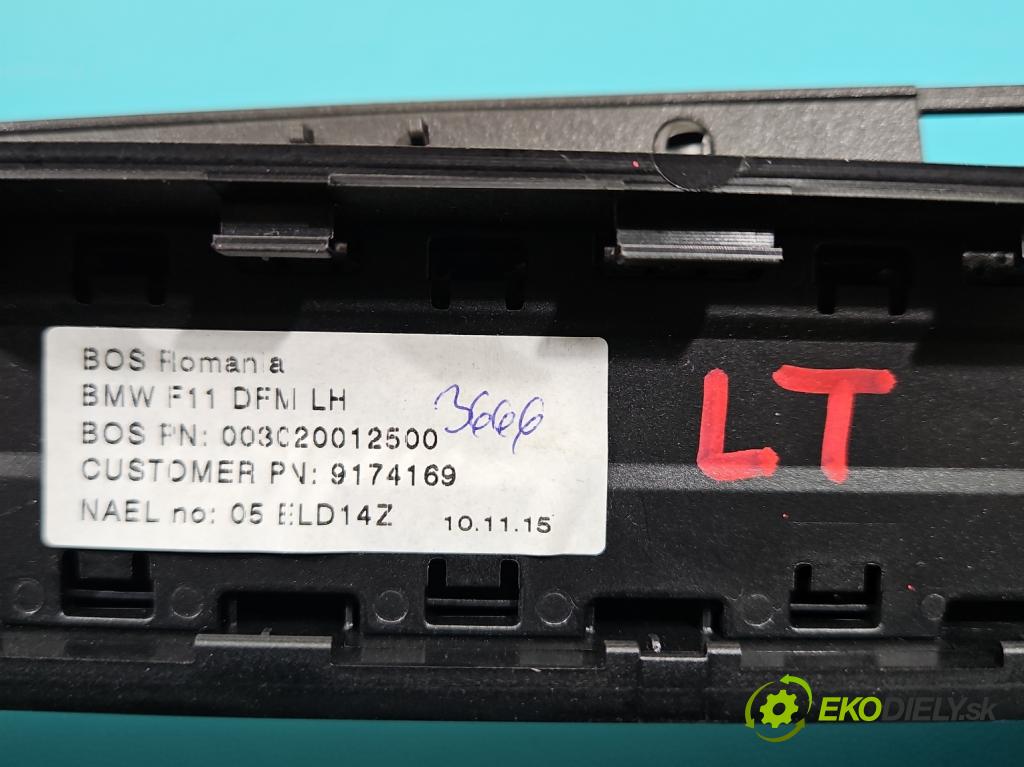 BOS Romania
BMW F11 DFM LH
3666
BOS PN: 003020012500
CUSTOMER PN: 9174169
NAEL no: 05 ELD14Z 10.11.15
LT
EKODIELY.sk